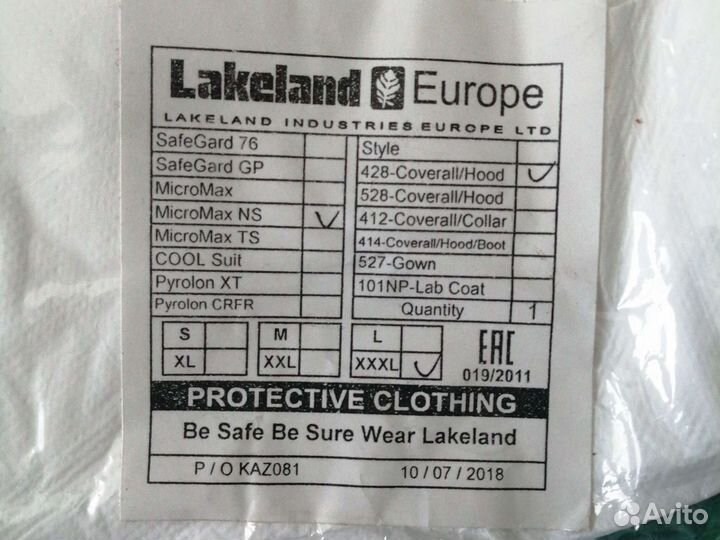 Lakeland Europe
LAKELAND INDUSTRIES EUROPE LTD
SafeGard 76
SafeGard GP
MicroMax
MicroMax NS ✓
MicroMax TS
COOL Suit
Pyrolon XT
Pyrolon CRFR
Style
428-Coverall/Hood ✓
528-Coverall/Hood
412-Coverall/Collar
414-Coverall/Hood/Boot
527-Gown
101NP-Lab Coat
Quantity 1
S M L
XL XXL XXXL ✓
EAC
019/2011
PROTECTIVE CLOTHING
Be Safe Be Sure Wear Lakeland
P / O KAZ081 10 / 07 / 2018
Avito